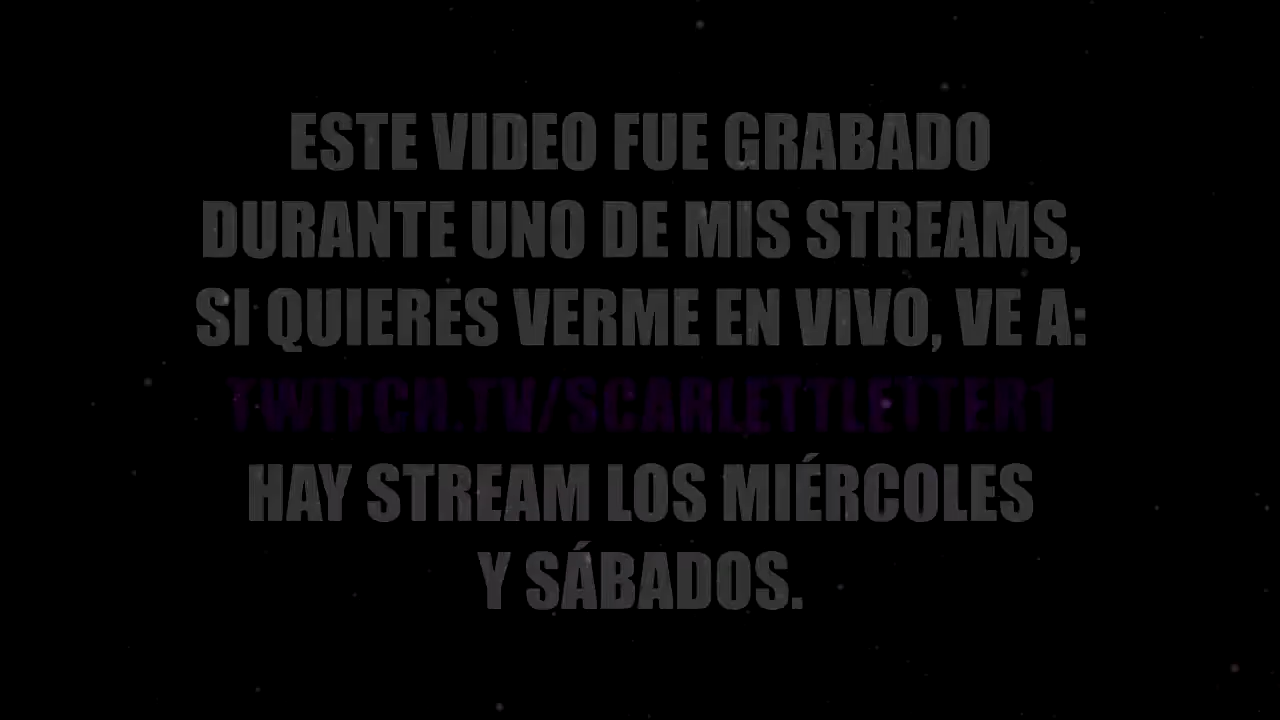 ESTE VIDEO FUE GRABADO
DURANTE UNO DE MIS STREAMS,
SI QUIERES VERME EN VIVO, VE A:
TWITCH.TV/SCARLETTLETTER1
HAY STREAM LOS MIÉRCOLES
Y SÁBADOS.